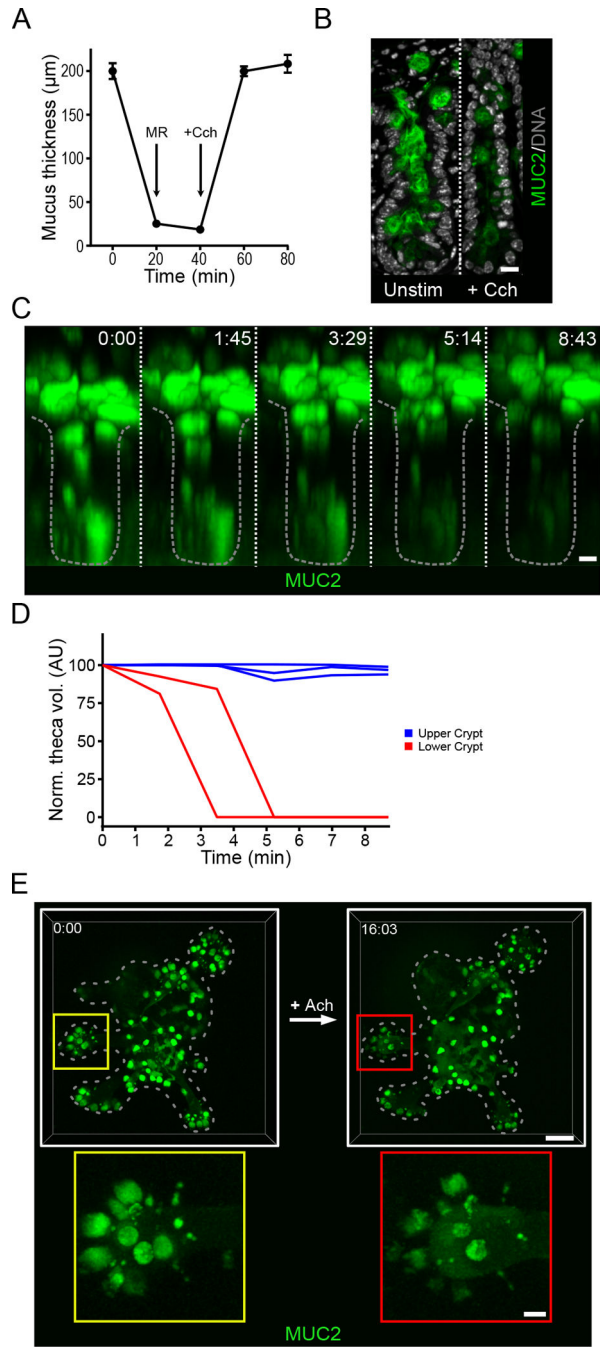 A
Mucus thickness (μm)
200
150
100
50
0
MR
+Cch
0
20
40
60
80
Time (min)
B
Unstim
+ Cch
MUC2/DNA
C
0:00
1:45
3:29
5:14
8:43
MUC2
D
Norm. theca vol. (AU)
100
75
50
25
0
0
1
2
3
4
5
6
7
8
Time (min)
Upper Crypt
Lower Crypt
E
0:00
+ Ach
16:03
MUC2